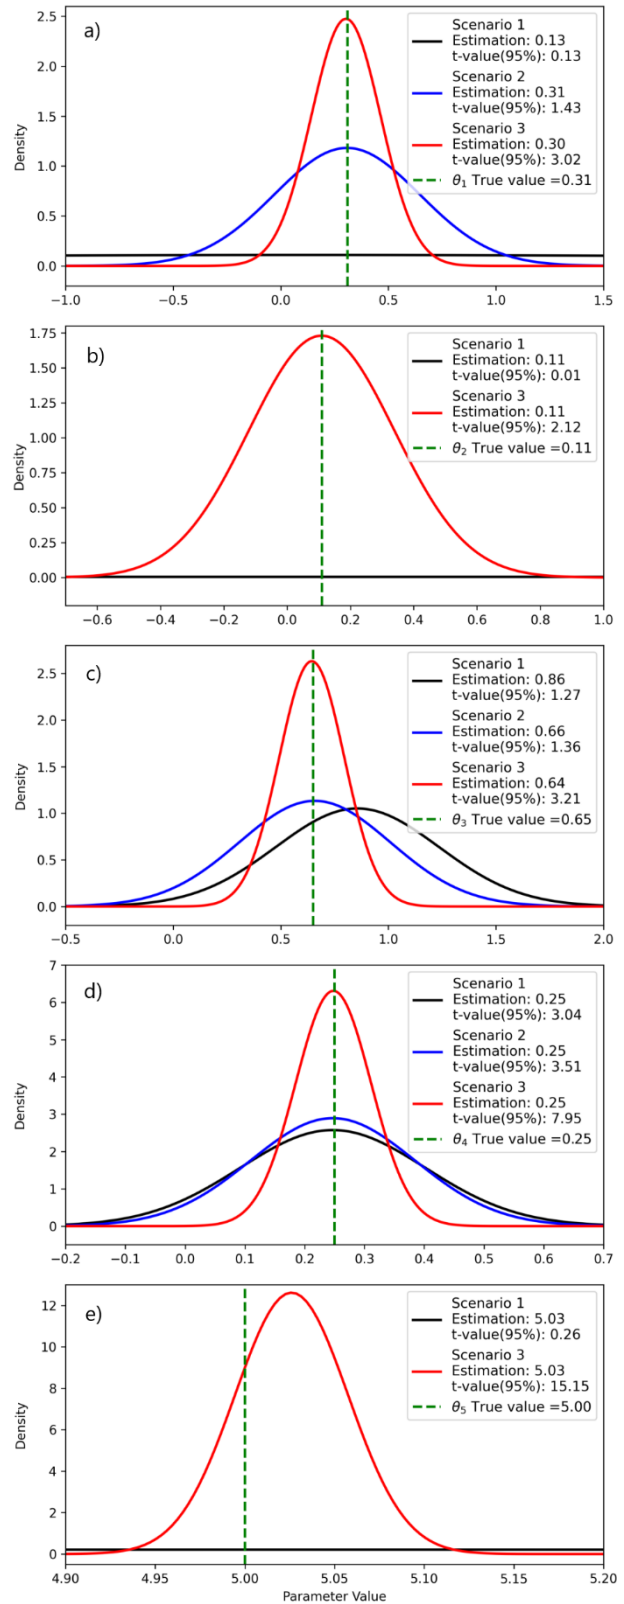 a)
Scenario 1
Estimation: 0.13
t-value(95%): 0.13
Scenario 2
Estimation: 0.31
t-value(95%): 1.43
Scenario 3
Estimation: 0.30
t-value(95%): 3.02
θ1 True value =0.31
Density
2.5
2.0
1.5
1.0
0.5
0.0
−1.0 −0.5 0.0 0.5 1.0 1.5
b)
Scenario 1
Estimation: 0.11
t-value(95%): 0.01
Scenario 3
Estimation: 0.11
t-value(95%): 2.12
θ2 True value =0.11
Density
1.75
1.50
1.25
1.00
0.75
0.50
0.25
0.00
−0.6 −0.4 −0.2 0.0 0.2 0.4 0.6 0.8 1.0
c)
Scenario 1
Estimation: 0.86
t-value(95%): 1.27
Scenario 2
Estimation: 0.66
t-value(95%): 1.36
Scenario 3
Estimation: 0.64
t-value(95%): 3.21
θ3 True value =0.65
Density
2.5
2.0
1.5
1.0
0.5
0.0
−0.5 0.0 0.5 1.0 1.5 2.0
d)
Scenario 1
Estimation: 0.25
t-value(95%): 3.04
Scenario 2
Estimation: 0.25
t-value(95%): 3.51
Scenario 3
Estimation: 0.25
t-value(95%): 7.95
θ4 True value =0.25
Density
7
6
5
4
3
2
1
0
−0.2 −0.1 0.0 0.1 0.2 0.3 0.4 0.5 0.6 0.7
e)
Scenario 1
Estimation: 5.03
t-value(95%): 0.26
Scenario 3
Estimation: 5.03
t-value(95%): 15.15
θ5 True value =5.00
Density
12
10
8
6
4
2
0
4.90 4.95 5.00 5.05 5.10 5.15 5.20
Parameter Value